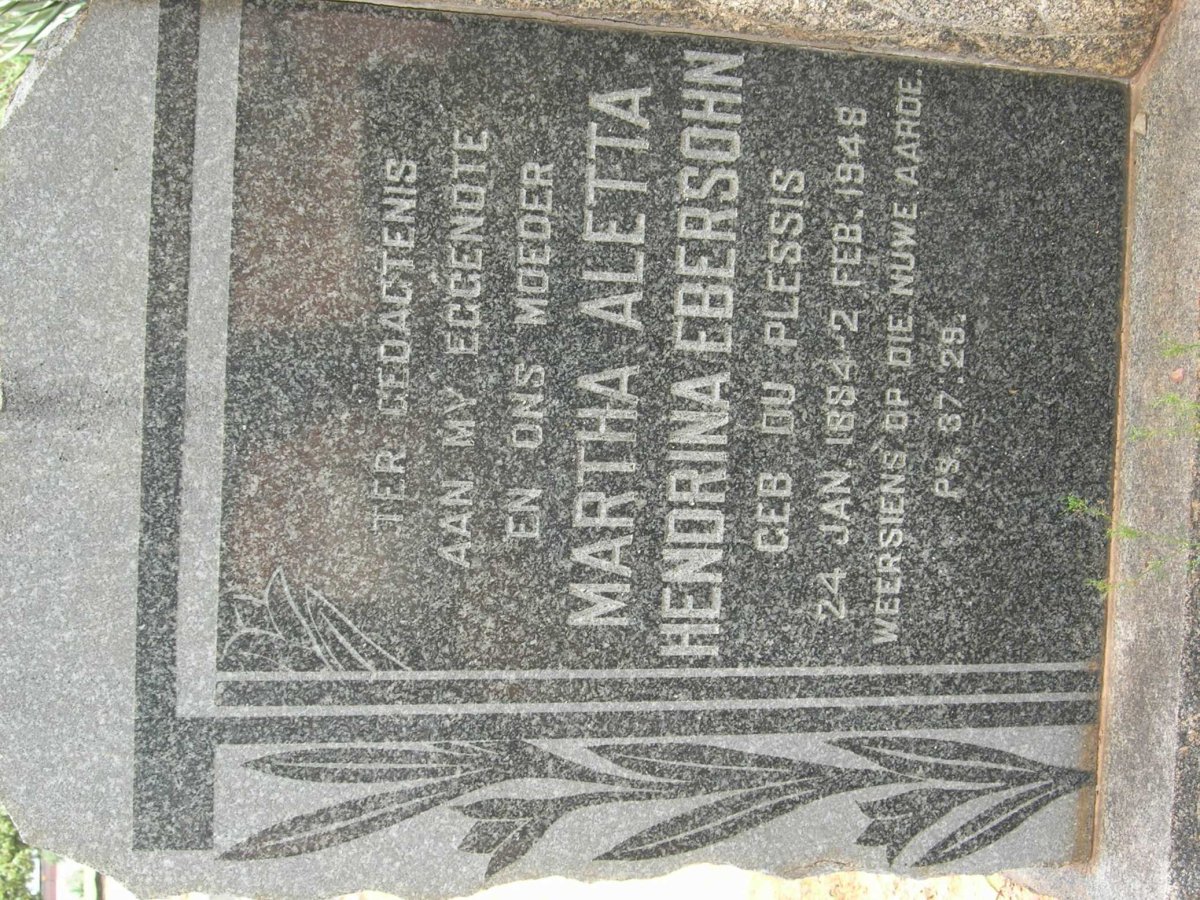 TER GEDAGTENIS
AAN MY EGGENOTE
EN ONS MOEDER
MARTHA ALETTA
HENDRINA EBERSOHN
GEB DU PLESSIS
24 JAN. 1884-2 FEB. 1948
WEERSIENS OP DIE NUWE AARDE.
PS. 37.29.